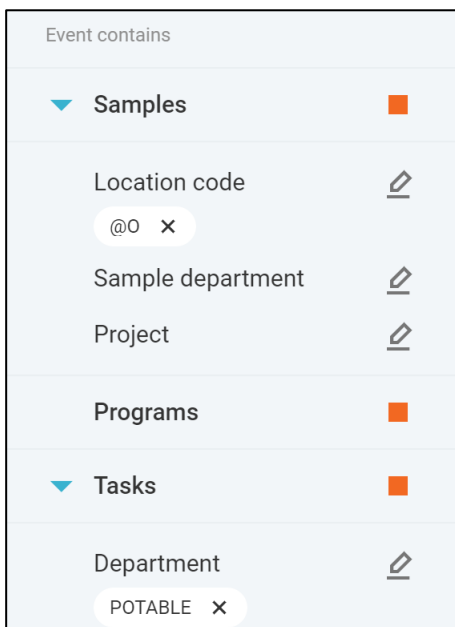 Event contains
Samples
Location code
@O
Sample department
Project
Programs
Tasks
Department
POTABLE